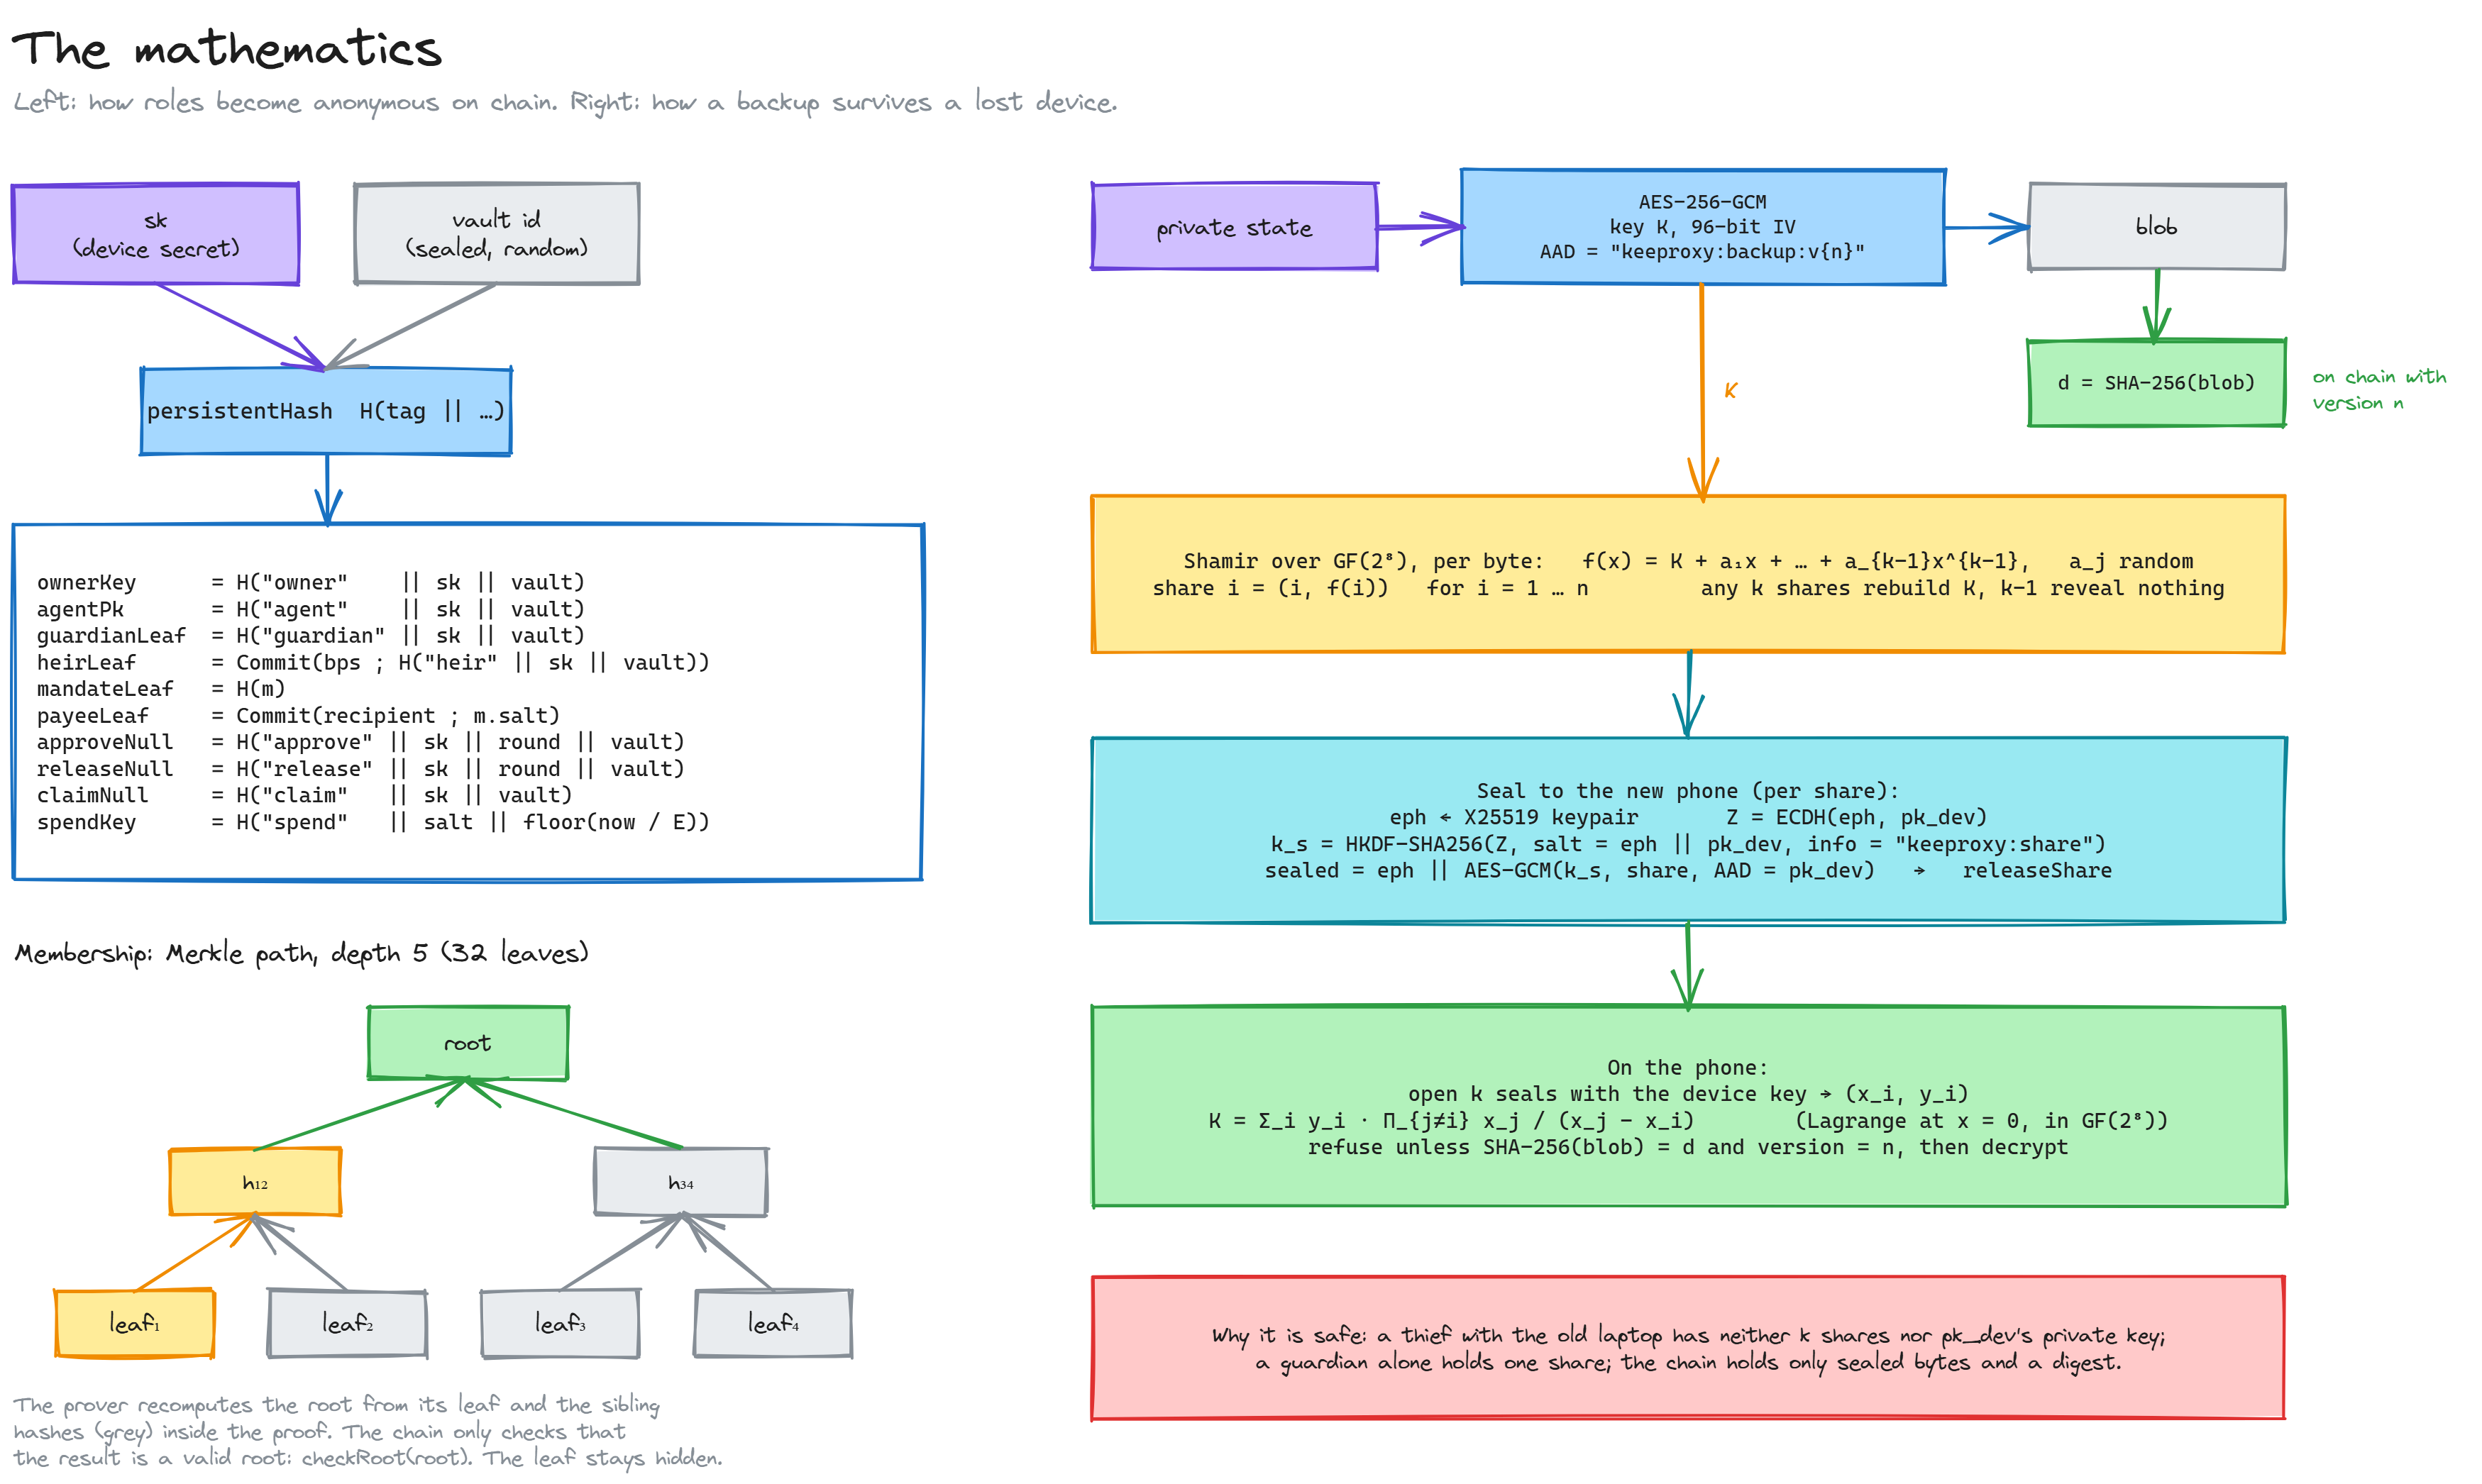 The mathematics
Left: how roles become anonymous on chain. Right: how a backup survives a lost device.
sk
(device secret)
vault id
(sealed, random)
persistentHash  H(tag || …)
ownerKey      = H("owner"    || sk || vault)
agentPk       = H("agent"    || sk || vault)
guardianLeaf  = H("guardian" || sk || vault)
heirLeaf      = Commit(bps ; H("heir" || sk || vault))
mandateLeaf   = H(m)
payeeLeaf     = Commit(recipient ; m.salt)
approveNull   = H("approve" || sk || round || vault)
releaseNull   = H("release" || sk || round || vault)
claimNull     = H("claim"   || sk || vault)
spendKey      = H("spend"   || salt || floor(now / E))
Membership: Merkle path, depth 5 (32 leaves)
root
h₁₂
h₃₄
leaf₁
leaf₂
leaf₃
leaf₄
The prover recomputes the root from its leaf and the sibling
hashes (grey) inside the proof. The chain only checks that
the result is a valid root: checkRoot(root). The leaf stays hidden.
private state
AES-256-GCM
key K, 96-bit IV
AAD = "keeproxy:backup:v{n}"
blob
d = SHA-256(blob)
on chain with
version n
K
Shamir over GF(2⁸), per byte:   f(x) = K + a₁x + … + a_{k-1}x^{k-1},   a_j random
share i = (i, f(i))   for i = 1 … n         any k shares rebuild K, k-1 reveal nothing
Seal to the new phone (per share):
eph ← X25519 keypair       Z = ECDH(eph, pk_dev)
k_s = HKDF-SHA256(Z, salt = eph || pk_dev, info = "keeproxy:share")
sealed = eph || AES-GCM(k_s, share, AAD = pk_dev)   →   releaseShare
On the phone:
open k seals with the device key → (x_i, y_i)
K = Σ_i y_i · Π_{j≠i} x_j / (x_j − x_i)        (Lagrange at x = 0, in GF(2⁸))
refuse unless SHA-256(blob) = d and version = n, then decrypt
Why it is safe: a thief with the old laptop has neither k shares nor pk_dev's private key;
a guardian alone holds one share; the chain holds only sealed bytes and a digest.